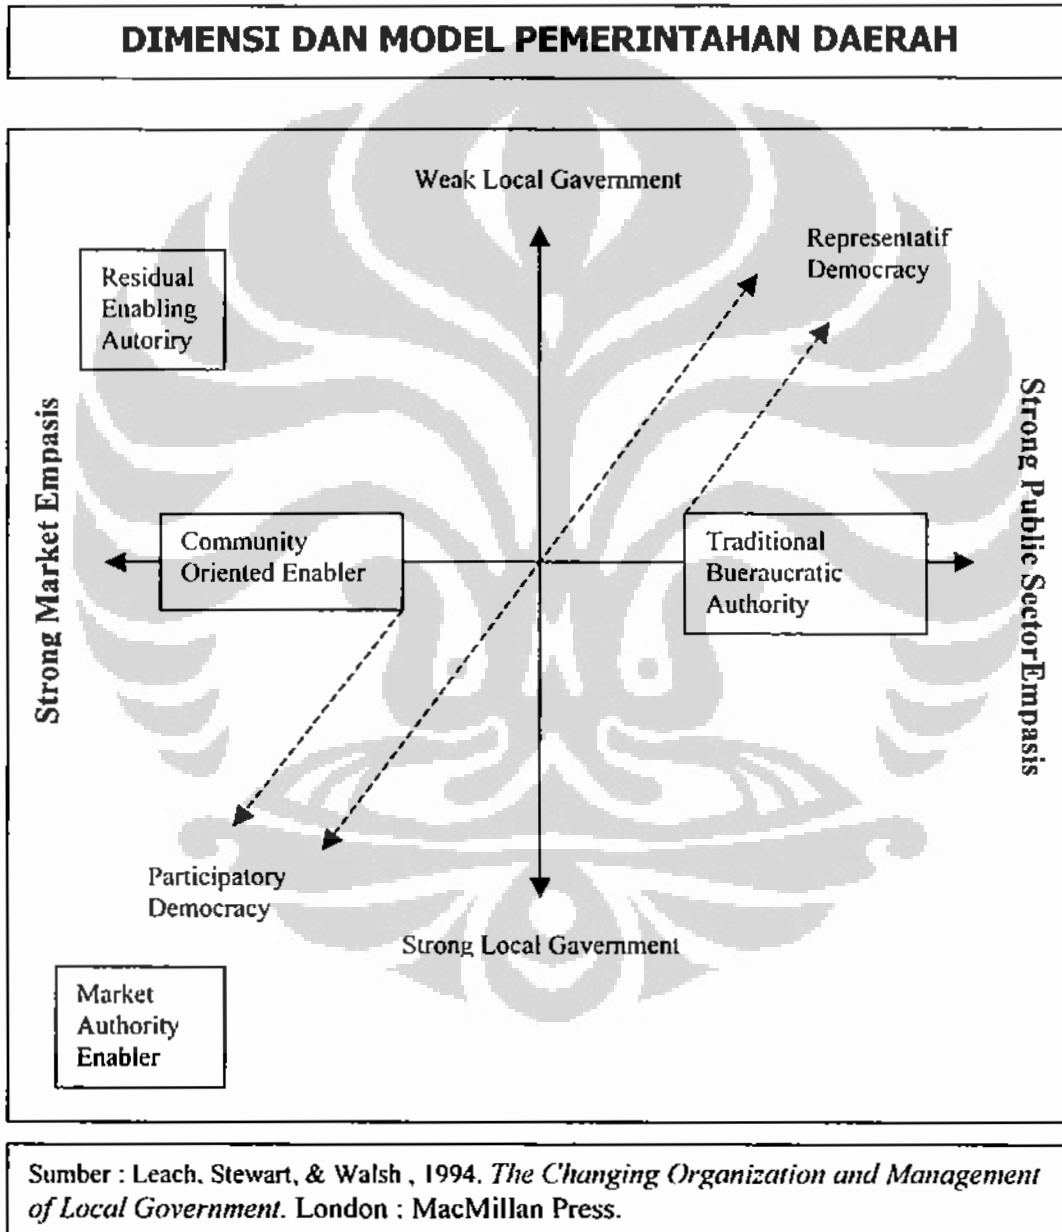 DIMENSI DAN MODEL PEMERINTAHAN DAERAH
Weak Local Gavernment
Representatif
Democracy
Residual
Enabling
Autoriry
Strong Market Empasis
Community
Oriented Enabler
Traditional
Bueraucratic
Authority
Strong Public SectorEmpasis
Participatory
Democracy
Strong Local Gavernment
Market
Authority
Enabler
Sumber : Leach, Stewart, & Walsh , 1994. The Changing Organization and Management
of Local Government. London : MacMillan Press.